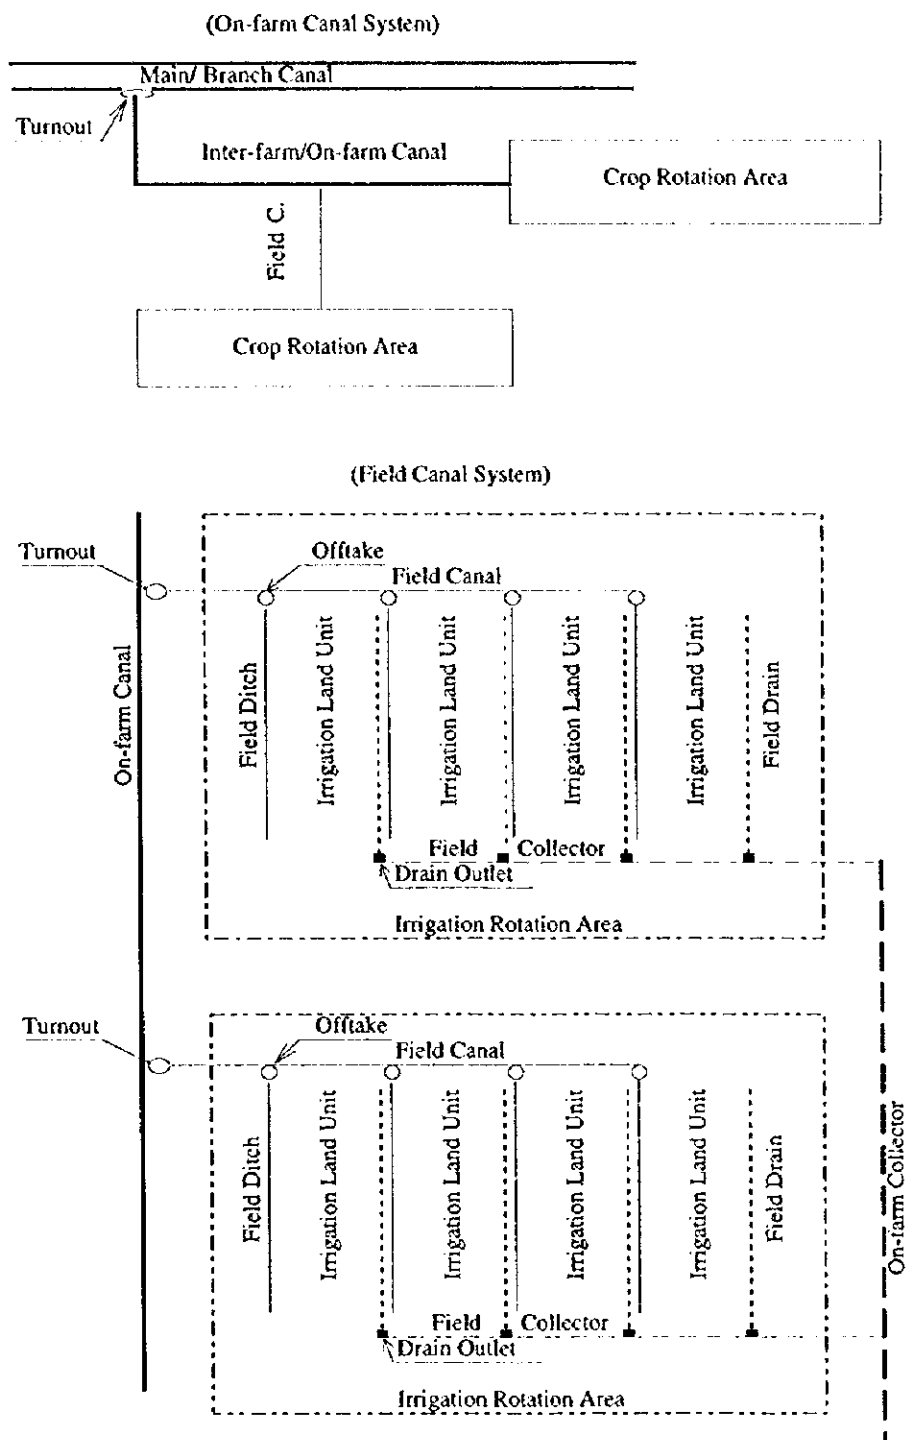 (On-farm Canal System)
Main/ Branch Canal
Turnout
Inter-farm/On-farm Canal
Crop Rotation Area
Field C.
Crop Rotation Area
(Field Canal System)
Turnout
Offtake
Field Canal
On-farm Canal
Field Ditch
Irrigation Land Unit
Irrigation Land Unit
Irrigation Land Unit
Irrigation Land Unit
Field Drain
Field Collector
Drain Outlet
Irrigation Rotation Area
Turnout
Offtake
Field Canal
Field Ditch
Irrigation Land Unit
Irrigation Land Unit
Irrigation Land Unit
Irrigation Land Unit
Field Drain
On-farm Collector
Field Collector
Drain Outlet
Irrigation Rotation Area